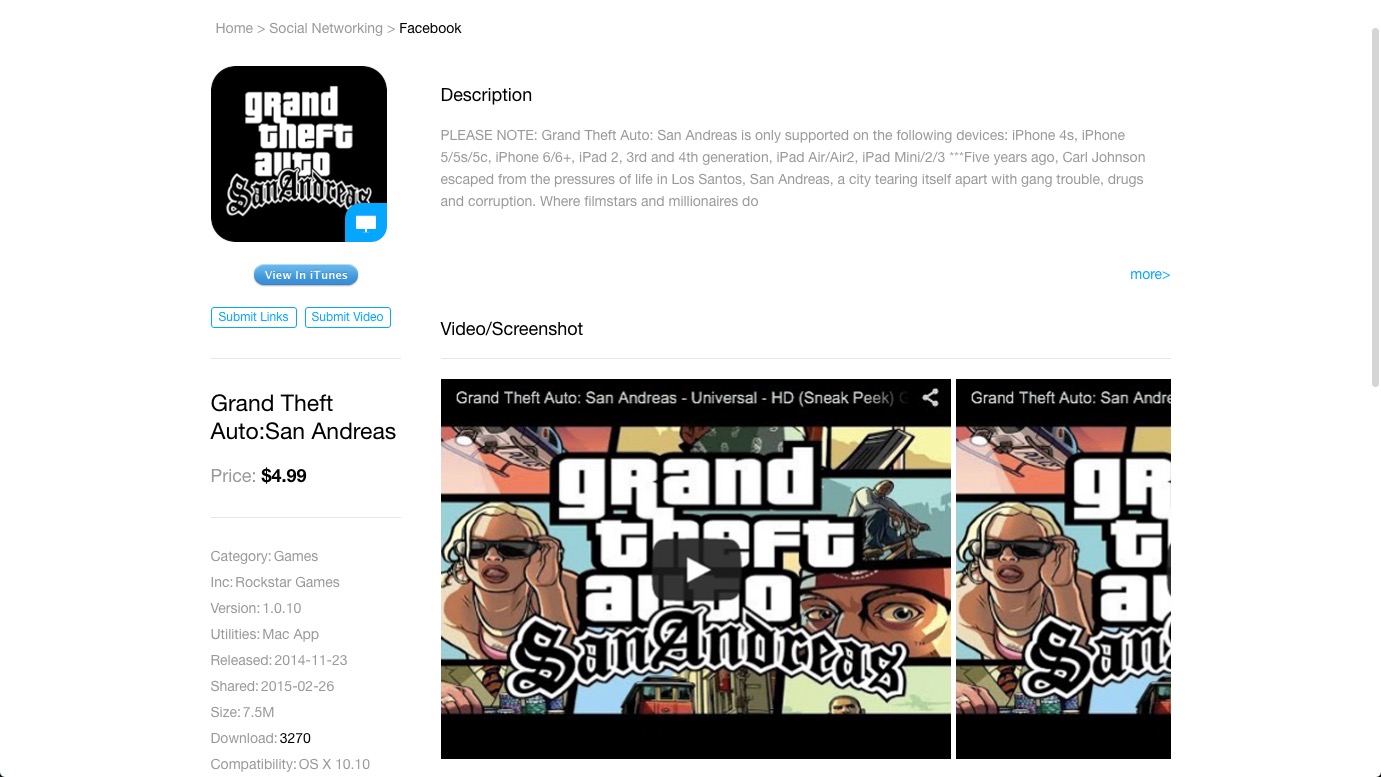 Home > Social Networking > Facebook
grand
theft
auto
San Andreas
View In iTunes
Submit Links
Submit Video
Grand Theft
Auto:San Andreas
Price: $4.99
Category: Games
Inc: Rockstar Games
Version: 1.0.10
Utilities: Mac App
Released: 2014-11-23
Shared: 2015-02-26
Size: 7.5M
Download: 3270
Compatibility: OS X 10.10
Description
PLEASE NOTE: Grand Theft Auto: San Andreas is only supported on the following devices: iPhone 4s, iPhone
5/5s/5c, iPhone 6/6+, iPad 2, 3rd and 4th generation, iPad Air/Air2, iPad Mini/2/3 ***Five years ago, Carl Johnson
escaped from the pressures of life in Los Santos, San Andreas, a city tearing itself apart with gang trouble, drugs
and corruption. Where filmstars and millionaires do
more>
Video/Screenshot
Grand Theft Auto: San Andreas - Universal - HD (Sneak Peek) G
grand
theft
auto
San Andreas
™
Grand Theft Auto: San Andre
gr
t
au
San